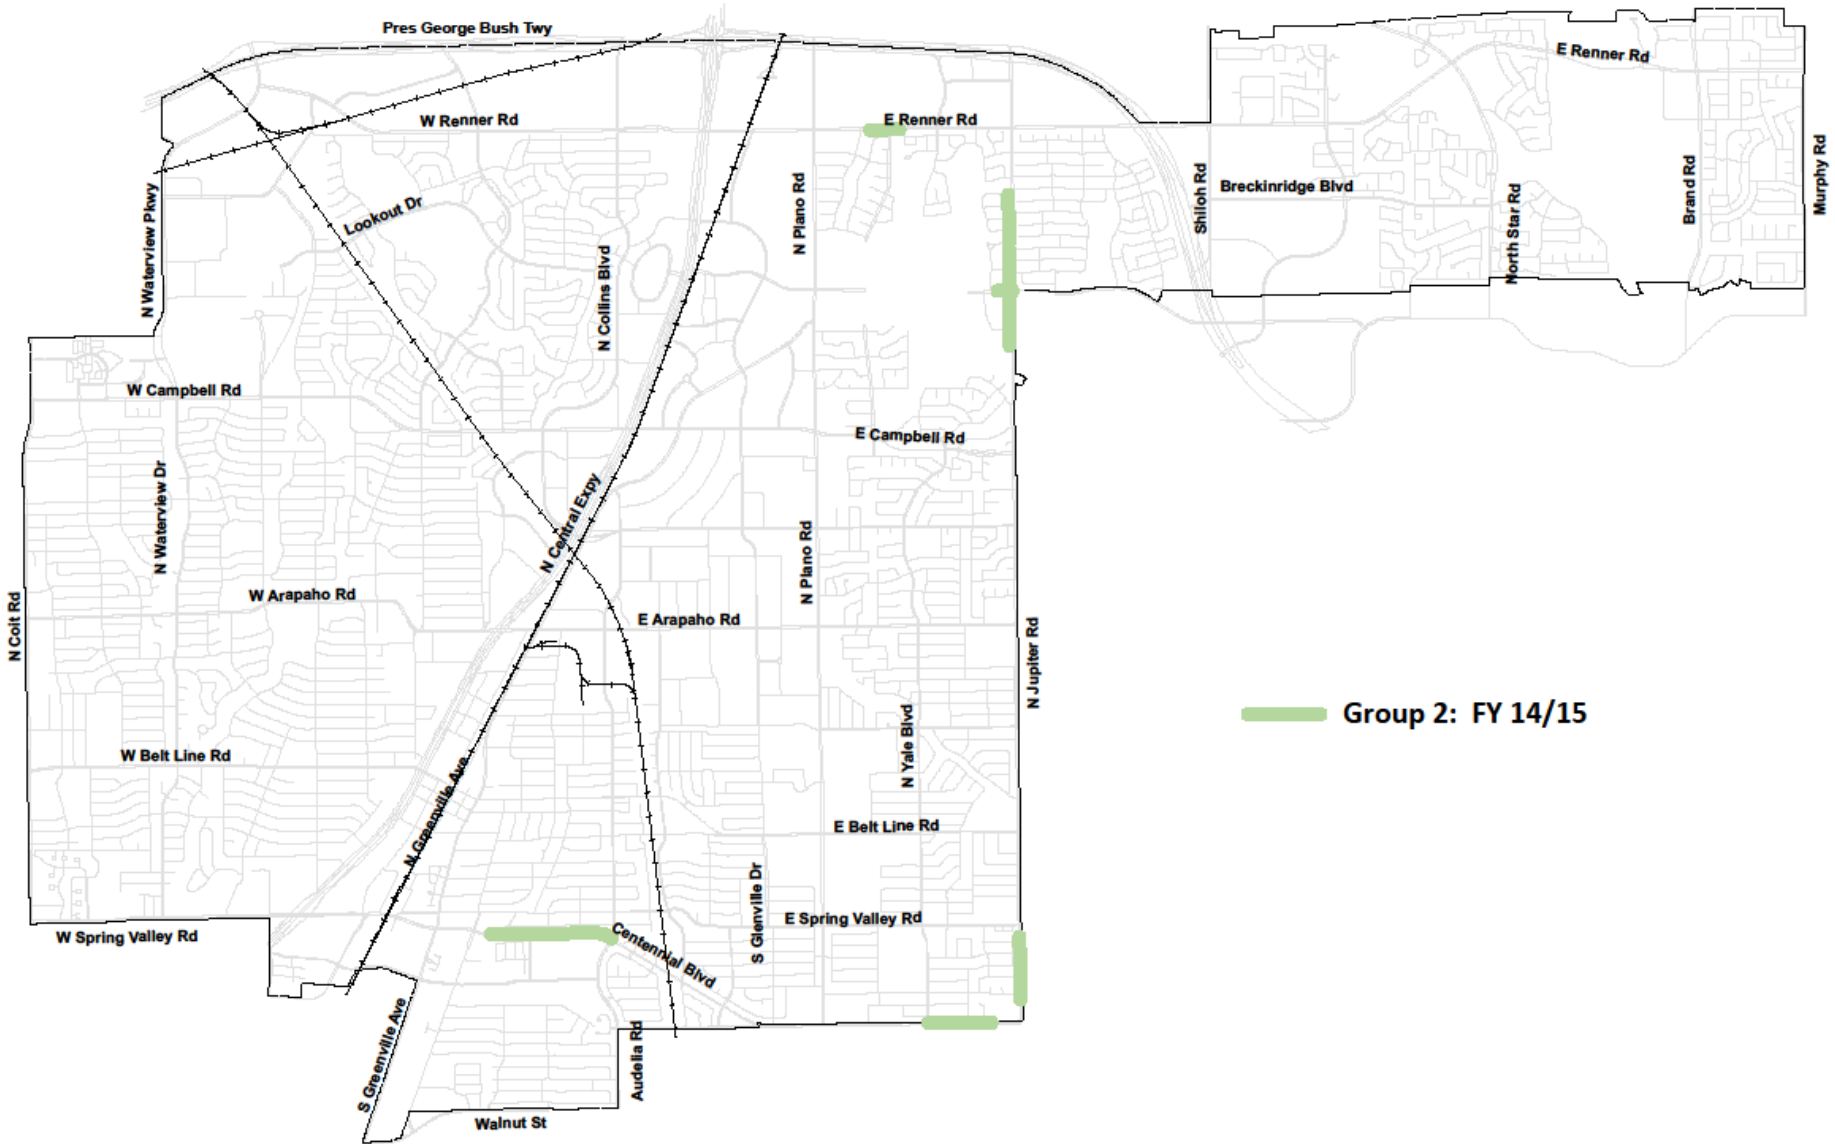 Pres George Bush Twy
E Renner Rd
W Renner Rd
E Renner Rd
N Waterview Pkwy
Lookout Dr
N Collins Blvd
N Plano Rd
Shiloh Rd
Breckinridge Blvd
North Star Rd
Brand Rd
Murphy Rd
W Campbell Rd
E Campbell Rd
N Waterview Dr
N Central Expy
N Plano Rd
N Coit Rd
W Arapaho Rd
E Arapaho Rd
N Jupiter Rd
Group 2: FY 14/15
W Belt Line Rd
N Greenville Ave
N Yale Blvd
E Belt Line Rd
W Spring Valley Rd
Centennial Blvd
S Glenville Dr
E Spring Valley Rd
S Greenville Ave
Audelia Rd
Walnut St